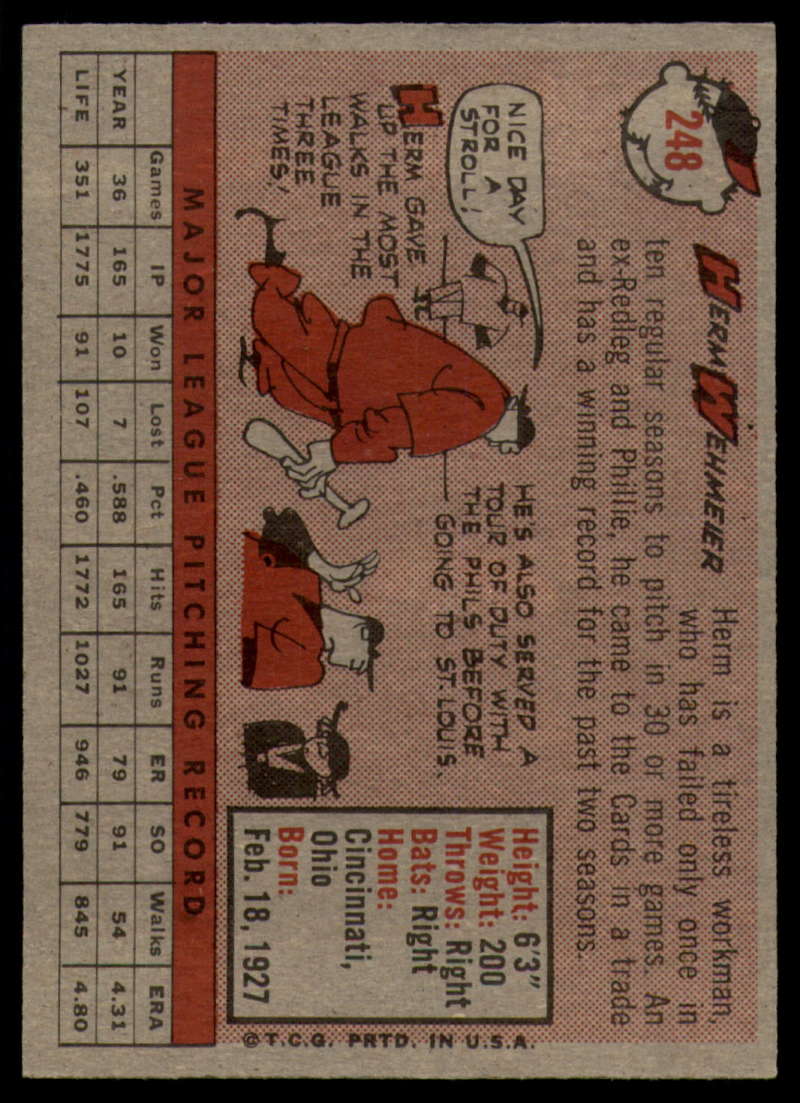 248
HERM WEHMEIER
Herm is a tireless workman,
who has failed only once in
ten regular seasons to pitch in 30 or more games. An
ex-Redleg and Phillie, he came to the Cards in a trade
and has a winning record for the past two seasons.
NICE DAY
FOR A
STROLL!
HERM GAVE
UP THE MOST
WALKS IN THE
LEAGUE
THREE
TIMES!
HE'S ALSO SERVED A
TOUR OF DUTY WITH
THE PHILS BEFORE
GOING TO ST. LOUIS.
Height: 6'3"
Weight: 200
Throws: Right
Bats: Right
Home:
Cincinnati,
Ohio
Born:
Feb. 18, 1927
© T.C.G. PRTD. IN U.S.A.
MAJOR LEAGUE PITCHING RECORD
Games IP Won Lost Pct Hits Runs ER SO Walks ERA
YEAR 36 165 10 7 .588 165 91 79 91 54 4.31
LIFE 351 1775 91 107 .460 1772 1027 946 779 845 4.80